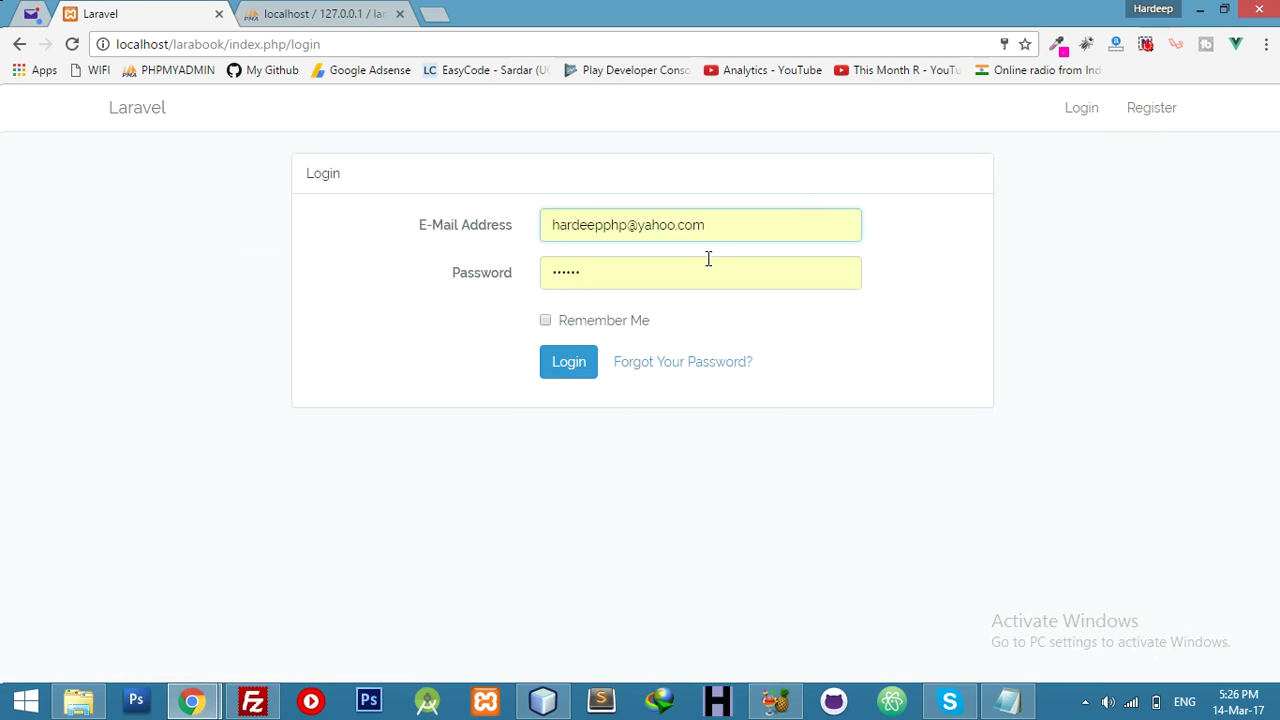 Hardeep
Laravel
localhost / 127.0.0.1 / lar
localhost/larabook/index.php/login
Apps
WIFI
PHPMYADMIN
My Github
Google Adsense
LC EasyCode - Sardar (U
Play Developer Conso
Analytics - YouTube
This Month R - YouTu
Online radio from Ind
Laravel
Login
Register
Login
E-Mail Address
hardeepphp@yahoo.com
Password
••••••
Remember Me
Login
Forgot Your Password?
Activate Windows
Go to PC settings to activate Windows.
ENG
5:26 PM
14-Mar-17